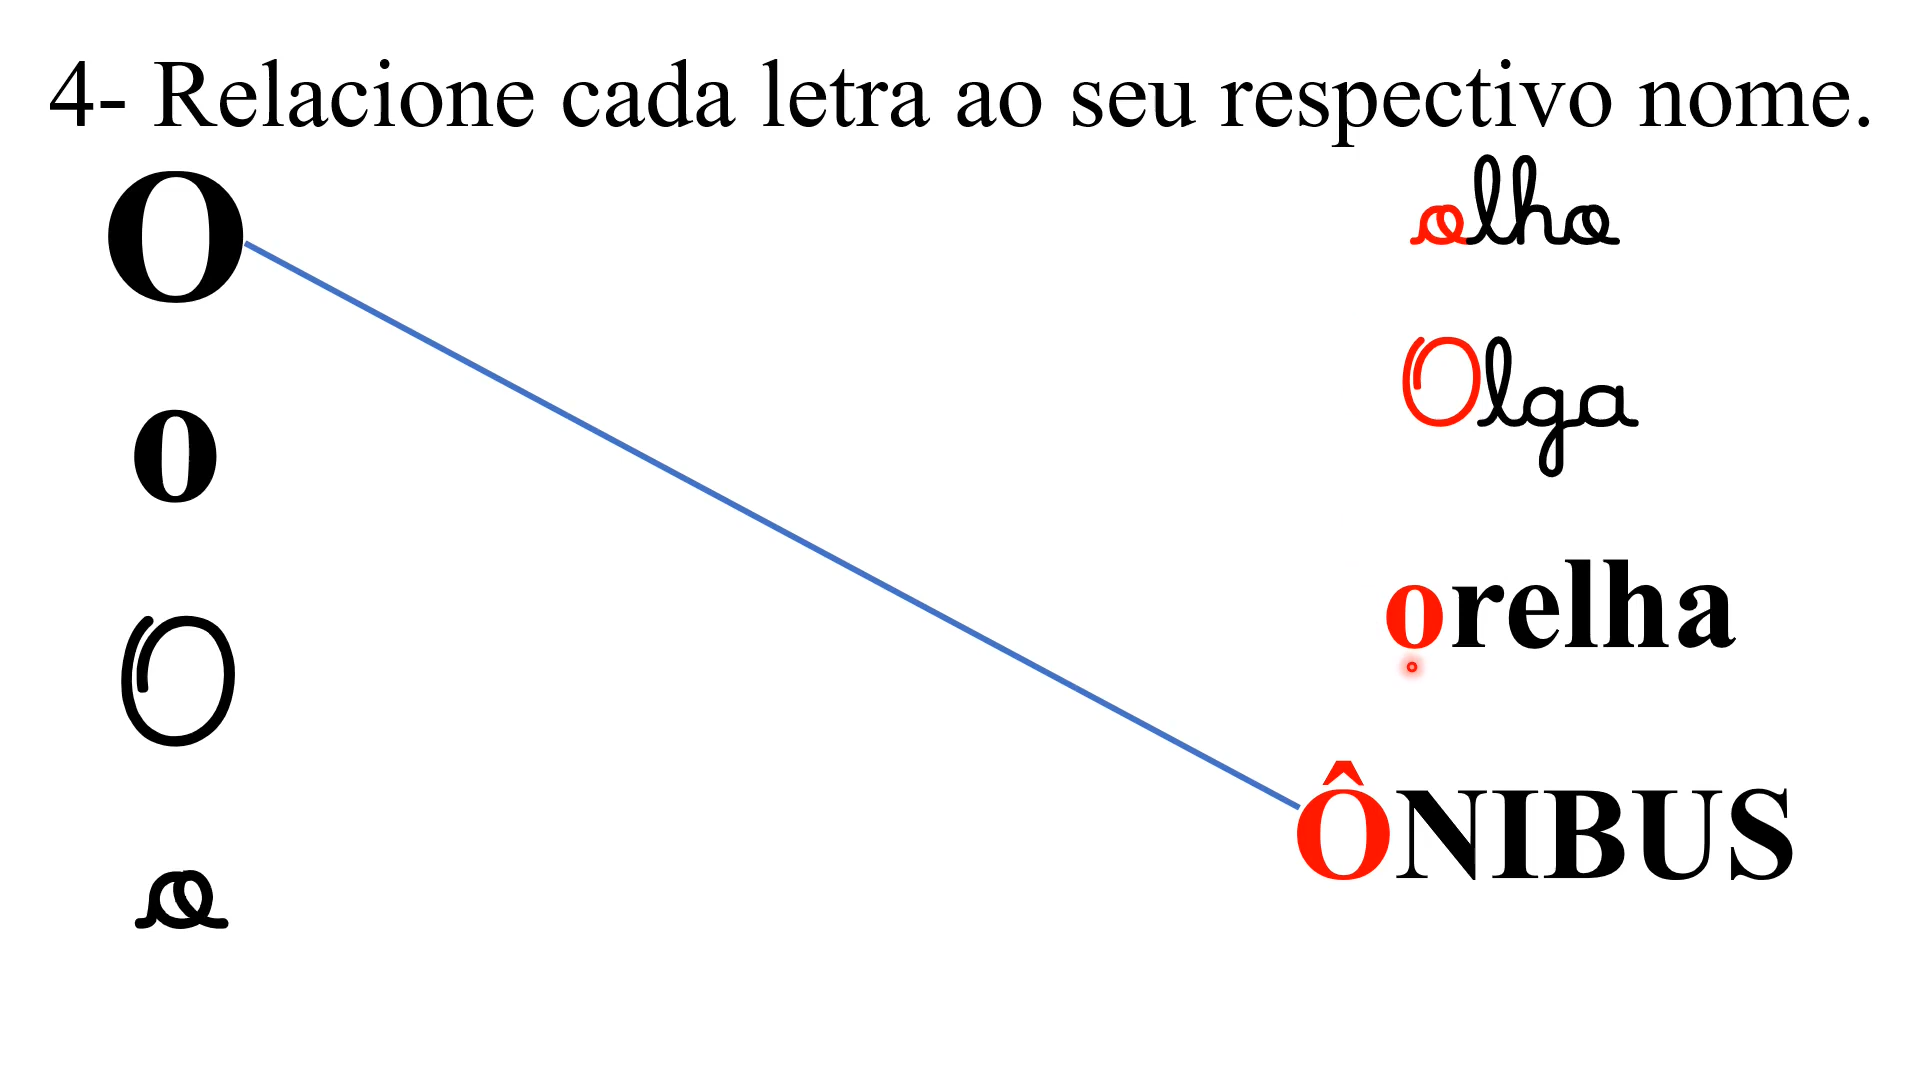 4- Relacione cada letra ao seu respectivo nome.
O
olho
o
Olga
O
orelha
o
ÔNIBUS